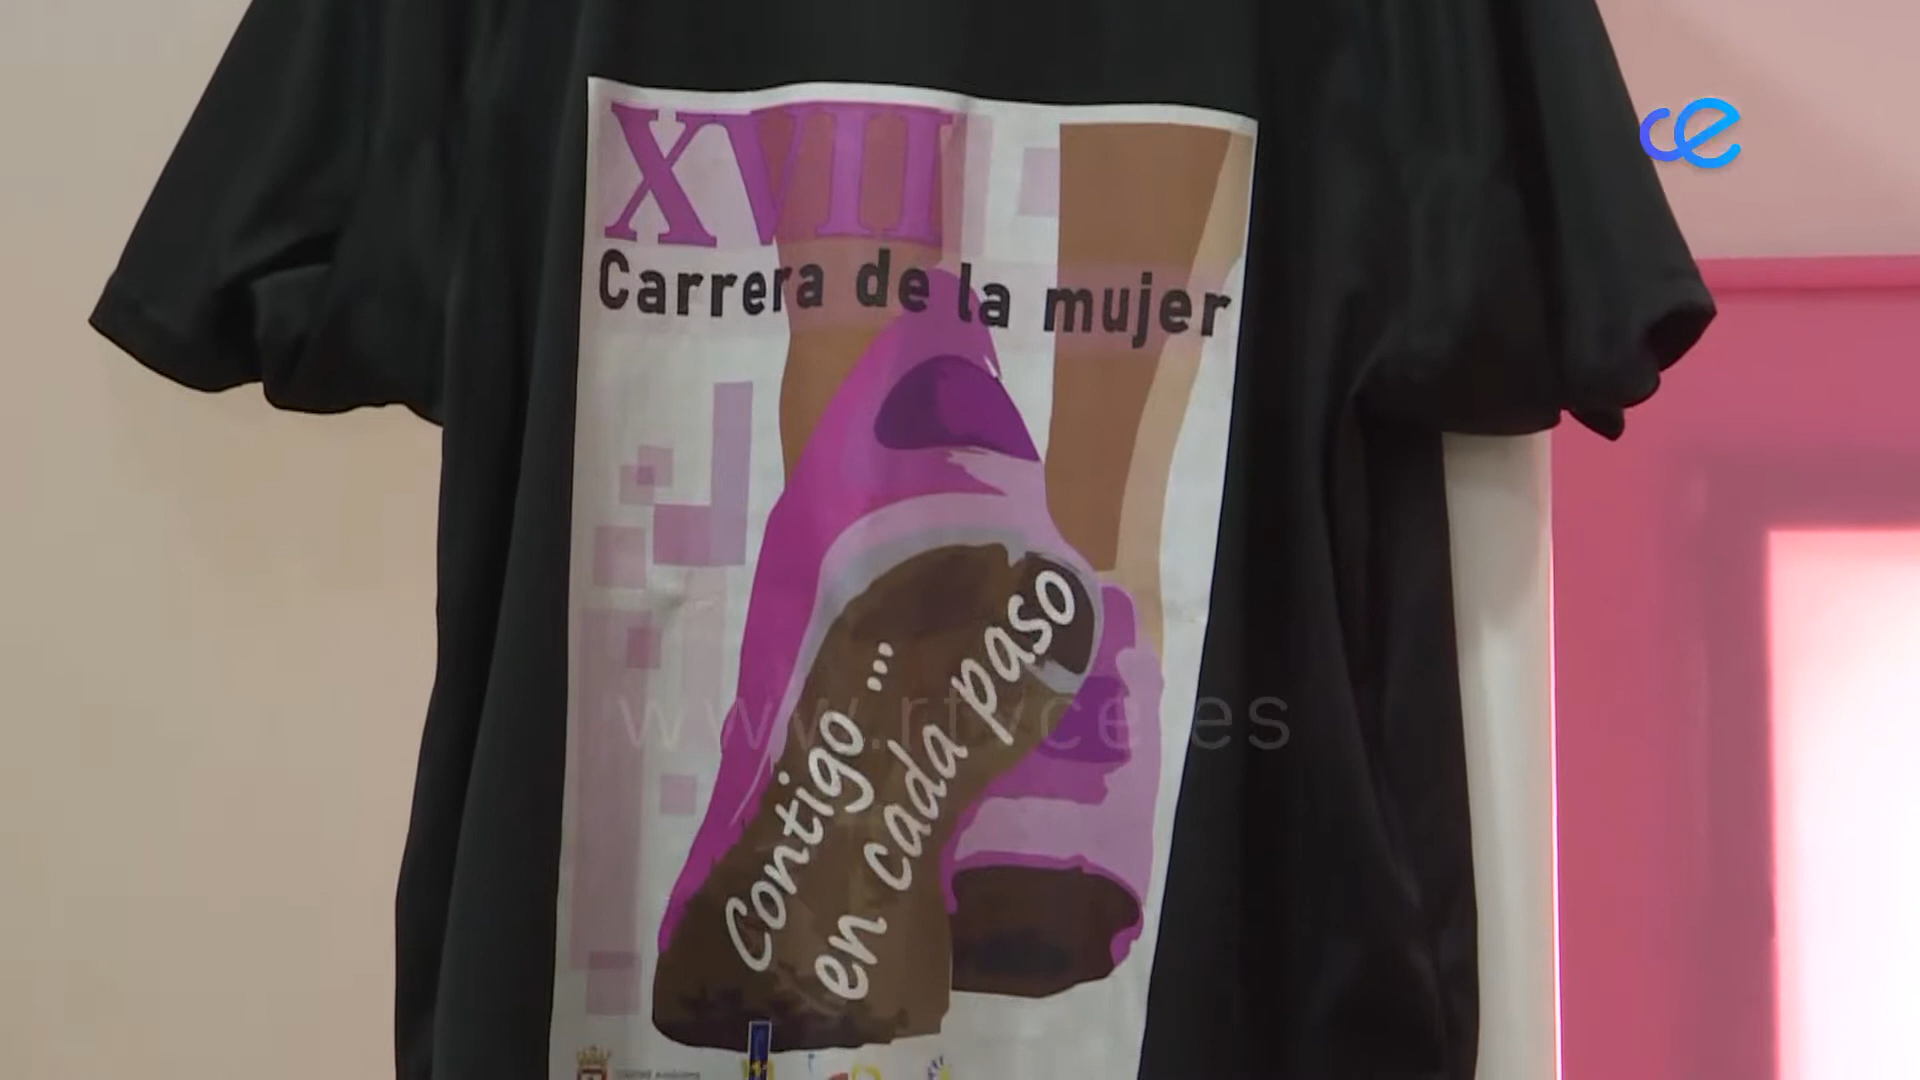 XVII
Carrera de la mujer
Contigo ...
en cada paso
www.rtvce.es
ce